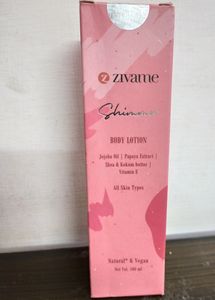 zivame
Shimmer
BODY LOTION
Jojoba Oil | Papaya Extract |
Shea & Kokum butter |
Vitamin E
All Skin Types
Natural* & Vegan
Net Vol. 100 ml